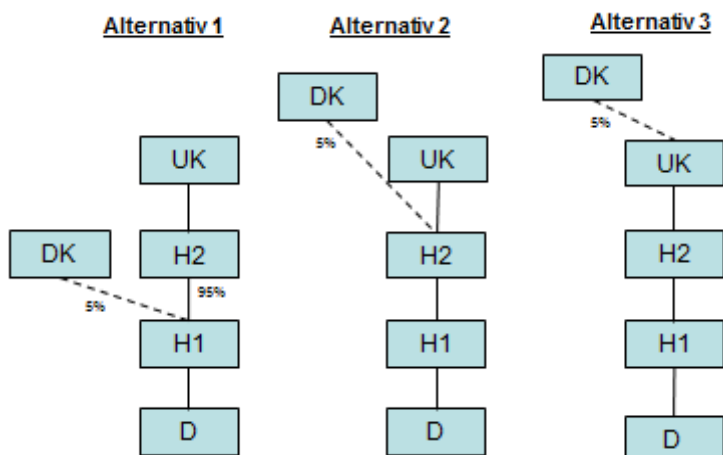 Alternativ 1
Alternativ 2
Alternativ 3
DK
5%
UK
H2
95%
H1
D
DK
5%
UK
H2
H1
D
DK
5%
UK
H2
H1
D